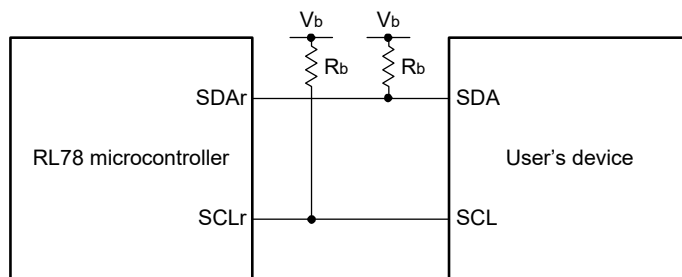 Vb Vb
Rb Rb
SDAr SDA
RL78 microcontroller User's device
SCLr SCL